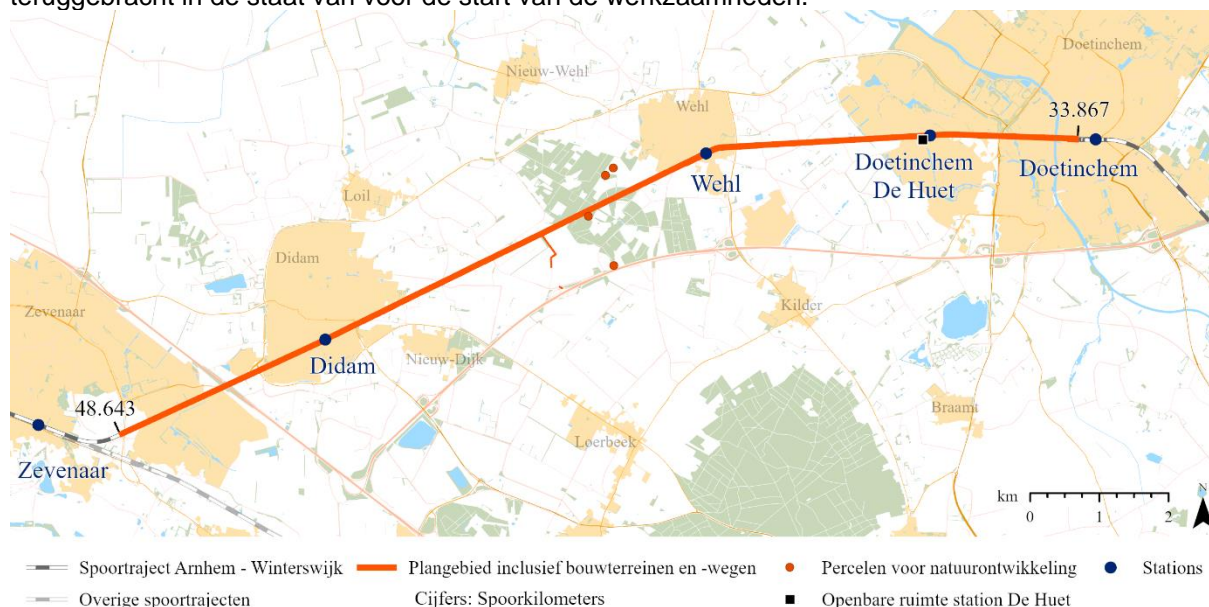 teruggebracht in de staat van voor de start van de werkzaamheden.
Doetinchem
Nieuw-Wehl
Wehl
33.867
Doetinchem
De Huet
Doetinchem
Wehl
Loil
Didam
Zevenaar
Kilder
Didam
Nieuw-Dijk
48.643
Braamt
Loerbeek
Zevenaar
km
0 1 2
N
Spoortraject Arnhem - Winterswijk
Plangebied inclusief bouwterreinen en -wegen
Percelen voor natuurontwikkeling
Stations
Overige spoortrajecten
Cijfers: Spoorkilometers
Openbare ruimte station De Huet